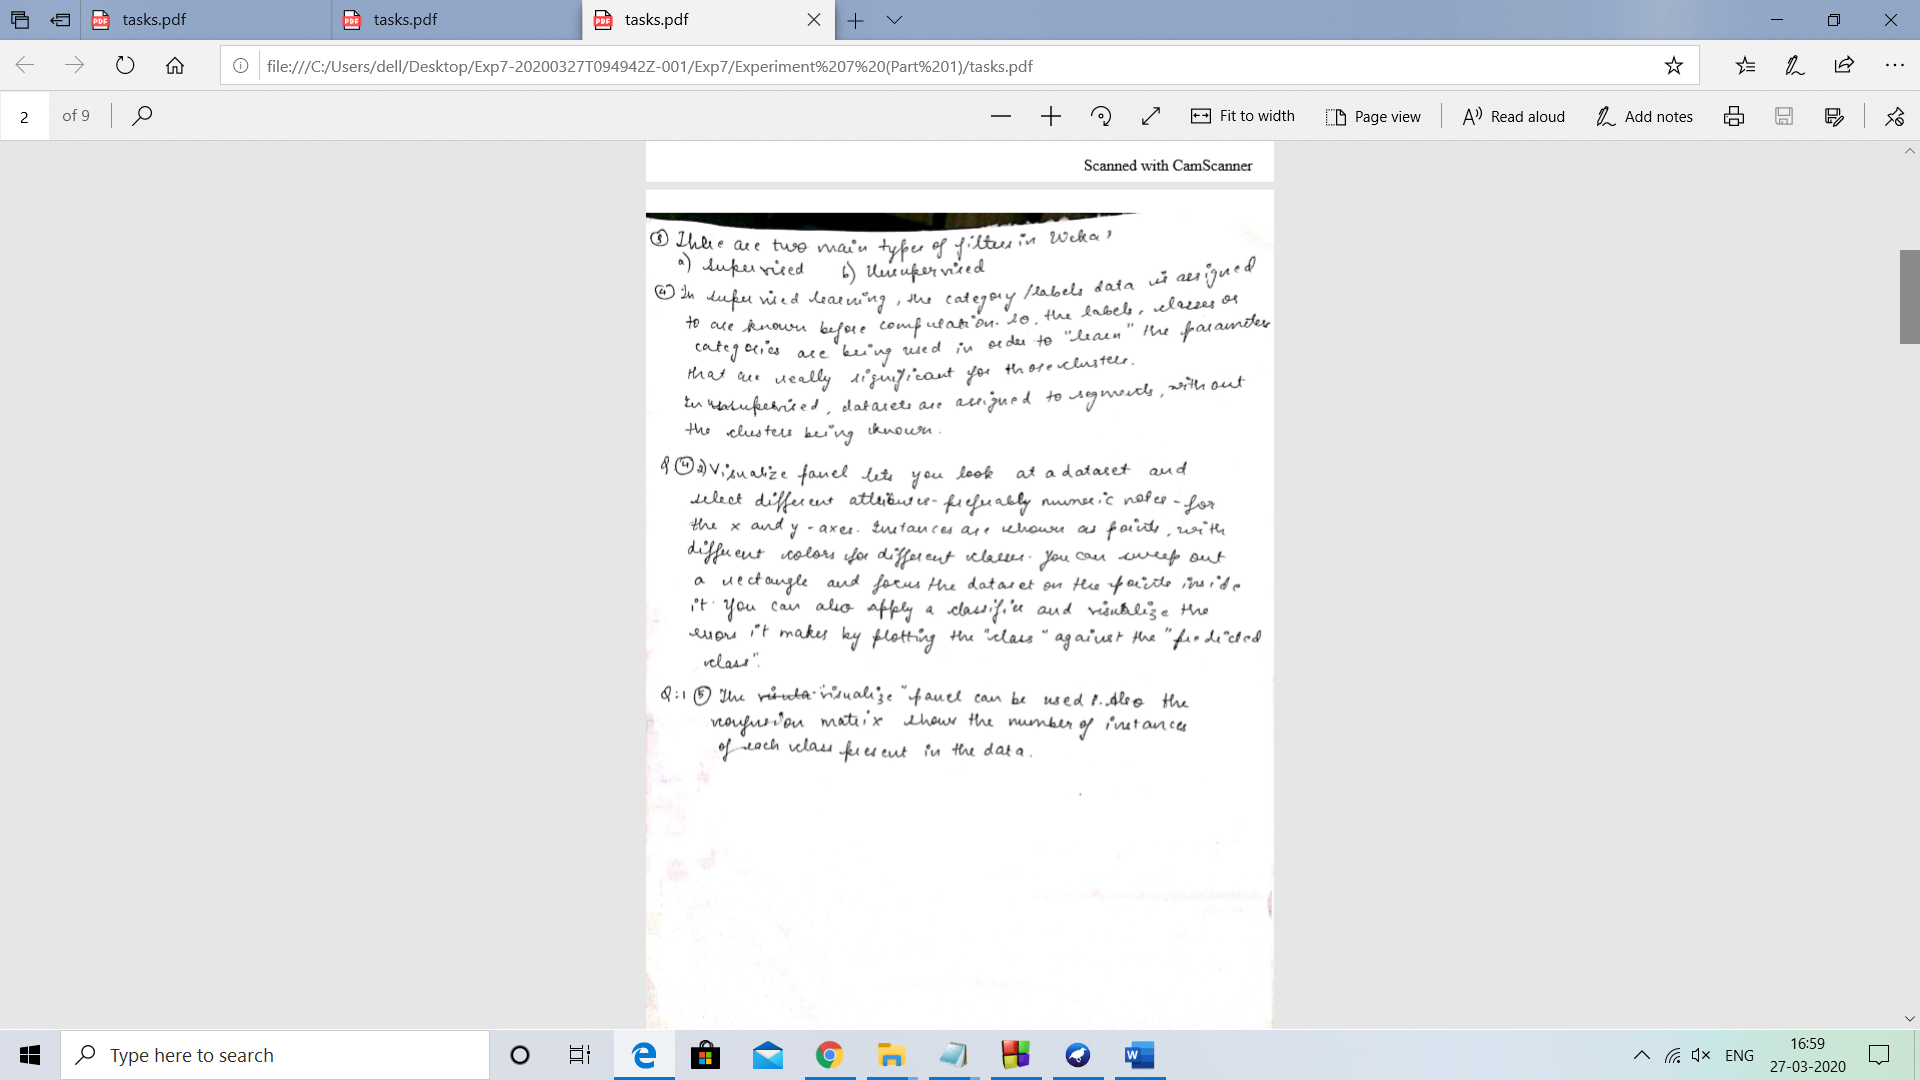 tasks.pdf
tasks.pdf
tasks.pdf
file:///C:/Users/dell/Desktop/Exp7-20200327T094942Z-001/Exp7/Experiment%207%20(Part%201)/tasks.pdf
2 of 9
Fit to width
Page view
Read aloud
Add notes
Scanned with CamScanner
③ There are two main types of filters in Weka,
a) Supervised b) Unsupervised
④ In supervised learning, the category/labels data is assigned
to are known before computation. So, the labels, classes or
categories are being used in order to "learn" the parameters
that are really significant for those clusters.
In unsupervised, datasets are assigned to segments, without
the clusters being known.
Q ④ 2) Visualize panel lets you look at a dataset and
select different attributes - preferably numeric notes - for
the x and y - axes. Instances are shown as points, with
different colors for different classes. You can sweep out
a rectangle and focus the dataset on the points inside
it. You can also apply a classifier and visualize the
errors it makes by plotting the "class" against the "predicted
class".
Q:1 ⑤ The "visualize" panel can be used. Also the
confusion matrix shows the number of instances
of each class present in the data.
Type here to search
ENG
16:59
27-03-2020